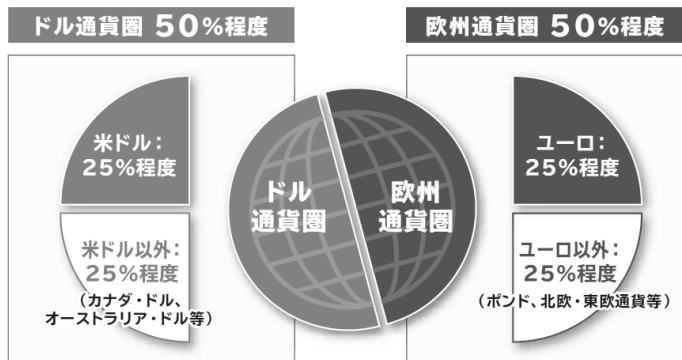 ドル通貨圏 50%程度
米ドル：
25%程度
米ドル以外：
25%程度
（カナダ・ドル、
オーストラリア・ドル等）
ドル
通貨圏
欧州
通貨圏
欧州通貨圏 50%程度
ユーロ：
25%程度
ユーロ以外：
25%程度
（ポンド、北欧・東欧通貨等）